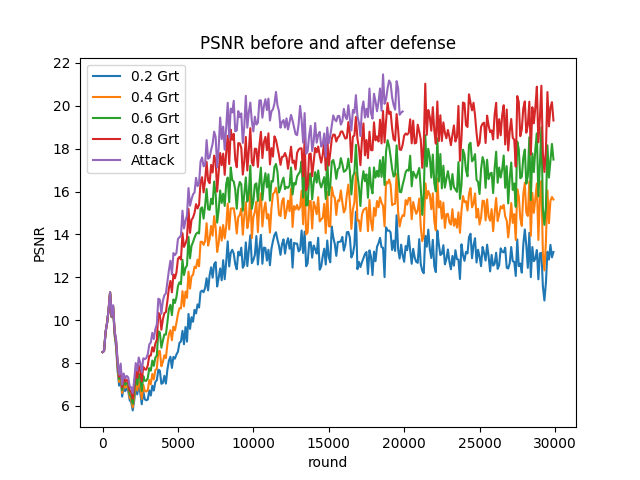 PSNR before and after defense
22
20
18
16
14
12
10
8
6
PSNR
0.2 Grt
0.4 Grt
0.6 Grt
0.8 Grt
Attack
0 5000 10000 15000 20000 25000 30000
round